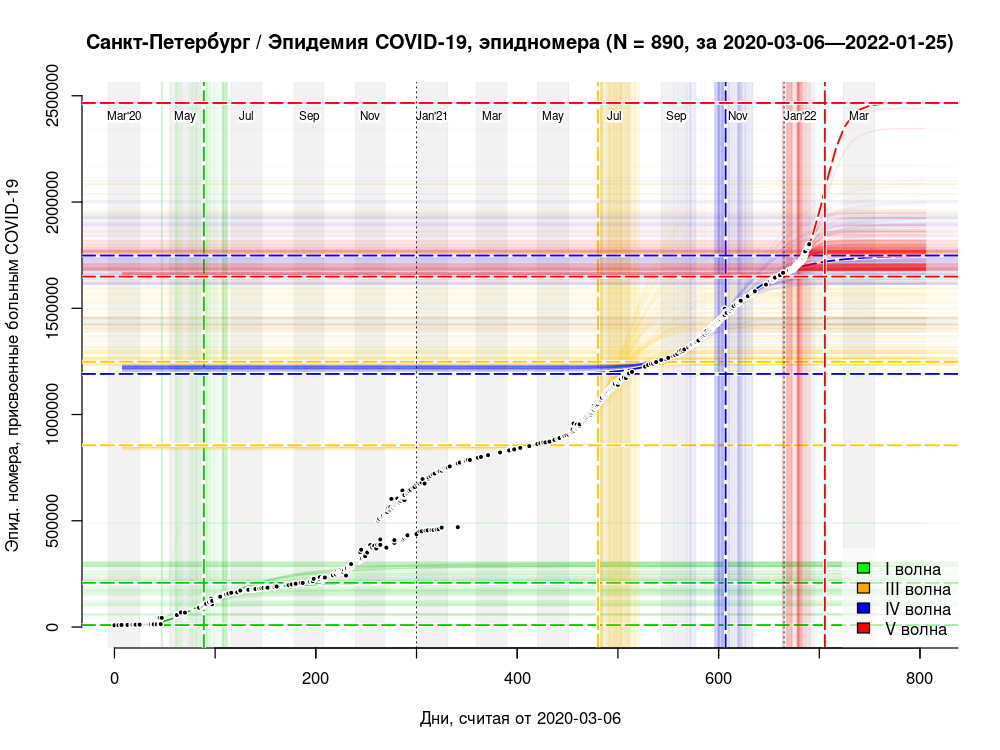 Санкт-Петербург / Эпидемия COVID-19, эпидномера (N = 890, за 2020-03-06—2022-01-25)
Эпид. номера, присвоенные больным COVID-19
2500000
2000000
1500000
1000000
500000
0
Mar'20 May Jul Sep Nov Jan'21 Mar May Jul Sep Nov Jan'22 Mar
I волна
III волна
IV волна
V волна
0 200 400 600 800
Дни, считая от 2020-03-06